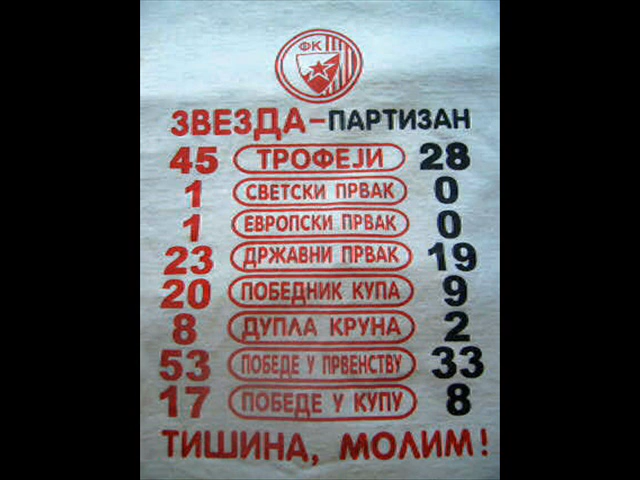 ФК
ЗВЕЗДА-ПАРТИЗАН
45 ТРОФЕЈИ 28
1 СВЕТСКИ ПРВАК 0
1 ЕВРОПСКИ ПРВАК 0
23 ДРЖАВНИ ПРВАК 19
20 ПОБЕДНИК КУПА 9
8 ДУПЛА КРУНА 2
53 ПОБЕДЕ У ПРВЕНСТВУ 33
17 ПОБЕДЕ У КУПУ 8
ТИШИНА, МОЛИМ!